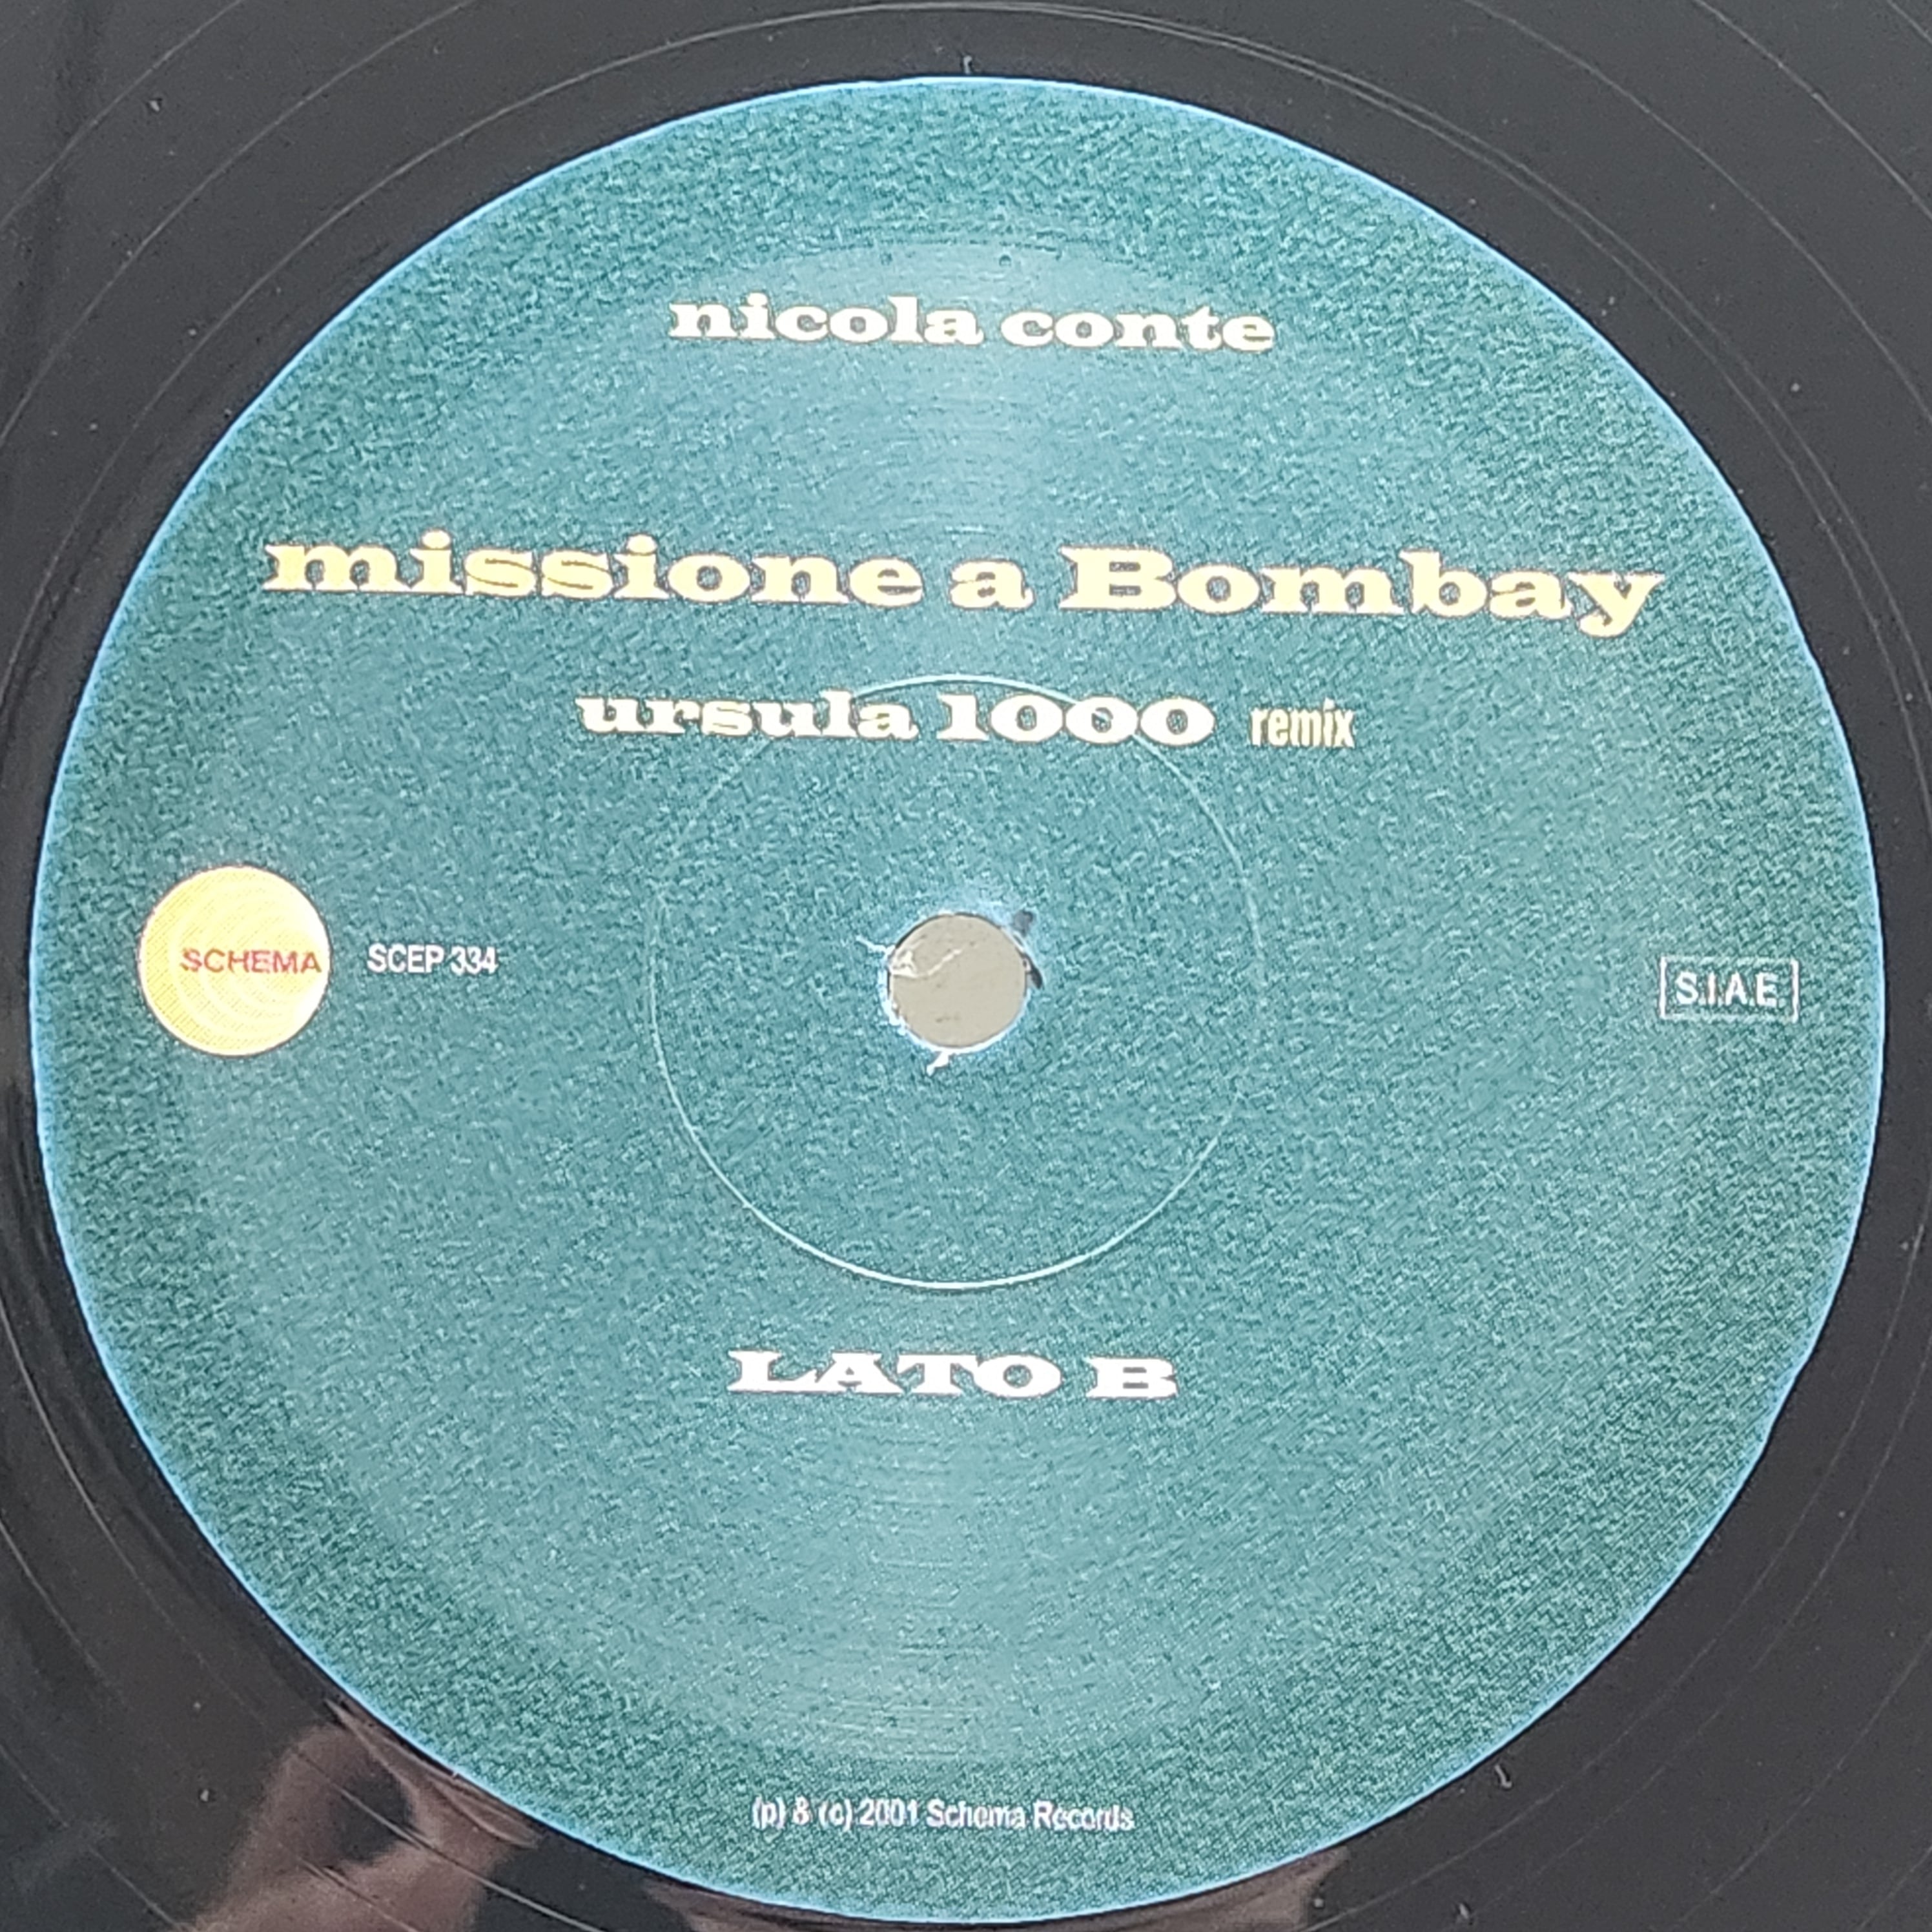 nicola conte
missione a Bombay
ursula 1000 remix
SCHEMA SCEP 334
S.I.A.E.
LATO B
(p) & (c) 2001 Schema Records